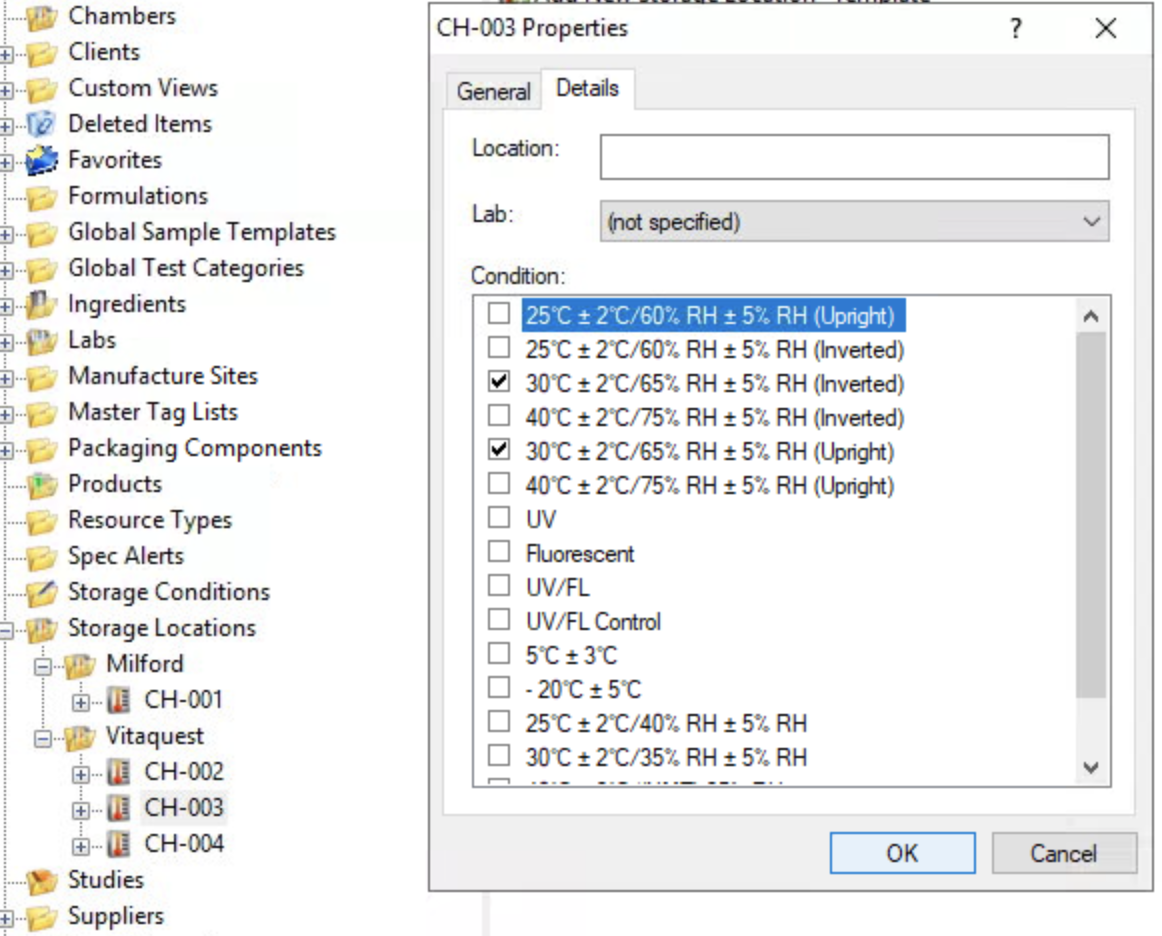 Chambers
Clients
Custom Views
Deleted Items
Favorites
Formulations
Global Sample Templates
Global Test Categories
Ingredients
Labs
Manufacture Sites
Master Tag Lists
Packaging Components
Products
Resource Types
Spec Alerts
Storage Conditions
Storage Locations
Milford
CH-001
Vitaquest
CH-002
CH-003
CH-004
Studies
Suppliers
CH-003 Properties
?
General
Details
Location:
Lab:
(not specified)
Condition:
25°C ± 2°C/60% RH ± 5% RH (Upright)
25°C ± 2°C/60% RH ± 5% RH (Inverted)
30°C ± 2°C/65% RH ± 5% RH (Inverted)
40°C ± 2°C/75% RH ± 5% RH (Inverted)
30°C ± 2°C/65% RH ± 5% RH (Upright)
40°C ± 2°C/75% RH ± 5% RH (Upright)
UV
Fluorescent
UV/FL
UV/FL Control
5°C ± 3°C
- 20°C ± 5°C
25°C ± 2°C/40% RH ± 5% RH
30°C ± 2°C/35% RH ± 5% RH
OK
Cancel